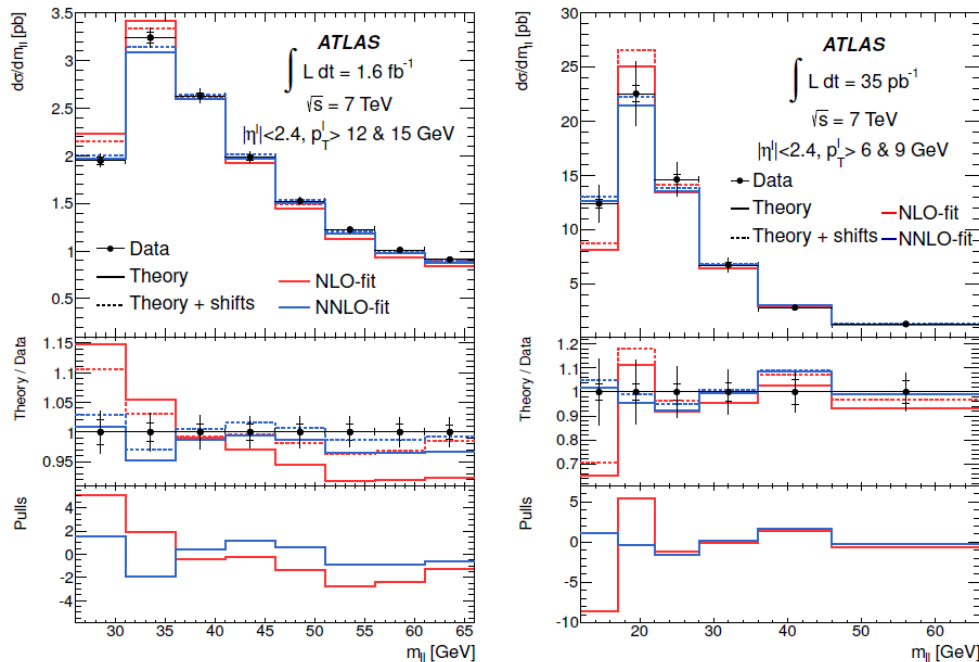 dσ/dm_ll [pb]
3.5
3
2.5
2
1.5
1
0.5
ATLAS
∫ L dt = 1.6 fb⁻¹
√s = 7 TeV
|η^l|<2.4, p_T^l> 12 & 15 GeV
Data
Theory
Theory + shifts
NLO-fit
NNLO-fit
Theory / Data
1.15
1.1
1.05
1
0.95
Pulls
4
2
0
-2
-4
30 35 40 45 50 55 60 65
m_ll [GeV]
dσ/dm_ll [pb]
30
25
20
15
10
5
ATLAS
∫ L dt = 35 pb⁻¹
√s = 7 TeV
|η^l|<2.4, p_T^l> 6 & 9 GeV
Data
Theory
Theory + shifts
NLO-fit
NNLO-fit
Theory / Data
1.2
1.1
1
0.9
0.8
0.7
Pulls
5
0
-5
-10
20 30 40 50 60
m_ll [GeV]